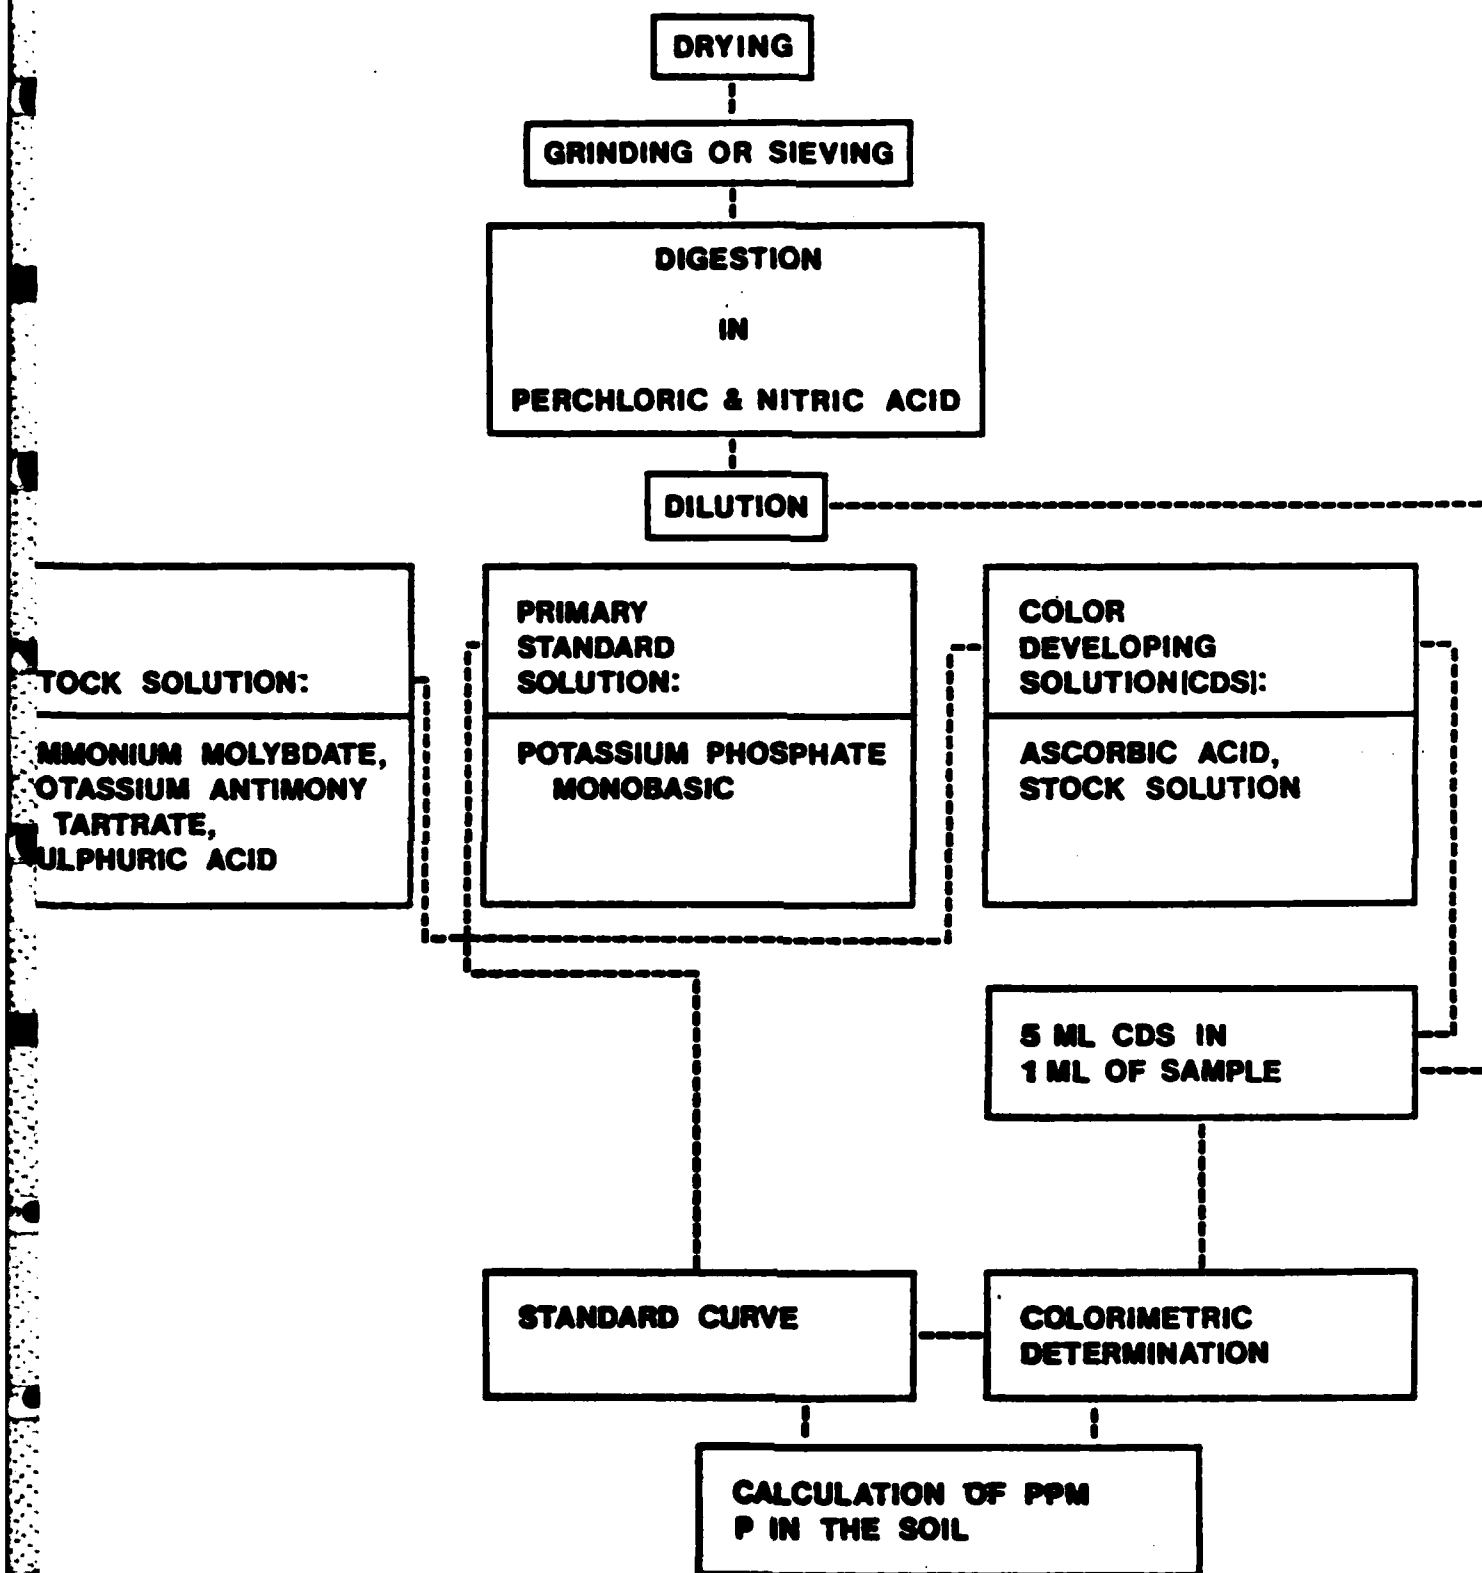 DRYING
GRINDING OR SIEVING
DIGESTION
IN
PERCHLORIC & NITRIC ACID
DILUTION
TOCK SOLUTION:
MMONIUM MOLYBDATE,
OTASSIUM ANTIMONY
TARTRATE,
ULPHURIC ACID
PRIMARY
STANDARD
SOLUTION:
POTASSIUM PHOSPHATE
MONOBASIC
COLOR
DEVELOPING
SOLUTION(CDS):
ASCORBIC ACID,
STOCK SOLUTION
5 ML CDS IN
1 ML OF SAMPLE
STANDARD CURVE
COLORIMETRIC
DETERMINATION
CALCULATION OF PPM
P IN THE SOIL